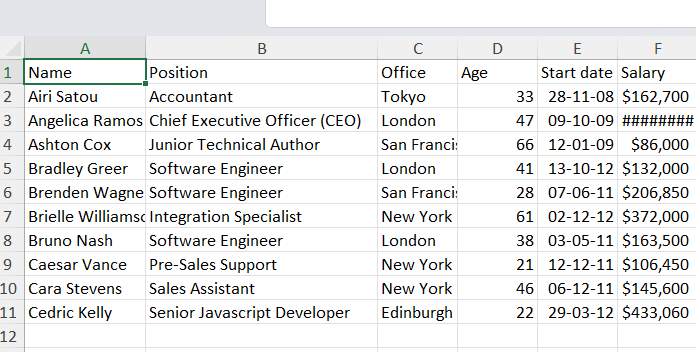 A B C D E F
1 Name Position Office Age Start date Salary
2 Airi Satou Accountant Tokyo 33 28-11-08 $162,700
3 Angelica Ramos Chief Executive Officer (CEO) London 47 09-10-09 ########
4 Ashton Cox Junior Technical Author San Francis 66 12-01-09 $86,000
5 Bradley Greer Software Engineer London 41 13-10-12 $132,000
6 Brenden Wagne Software Engineer San Francis 28 07-06-11 $206,850
7 Brielle Williamso Integration Specialist New York 61 02-12-12 $372,000
8 Bruno Nash Software Engineer London 38 03-05-11 $163,500
9 Caesar Vance Pre-Sales Support New York 21 12-12-11 $106,450
10 Cara Stevens Sales Assistant New York 46 06-12-11 $145,600
11 Cedric Kelly Senior Javascript Developer Edinburgh 22 29-03-12 $433,060
12